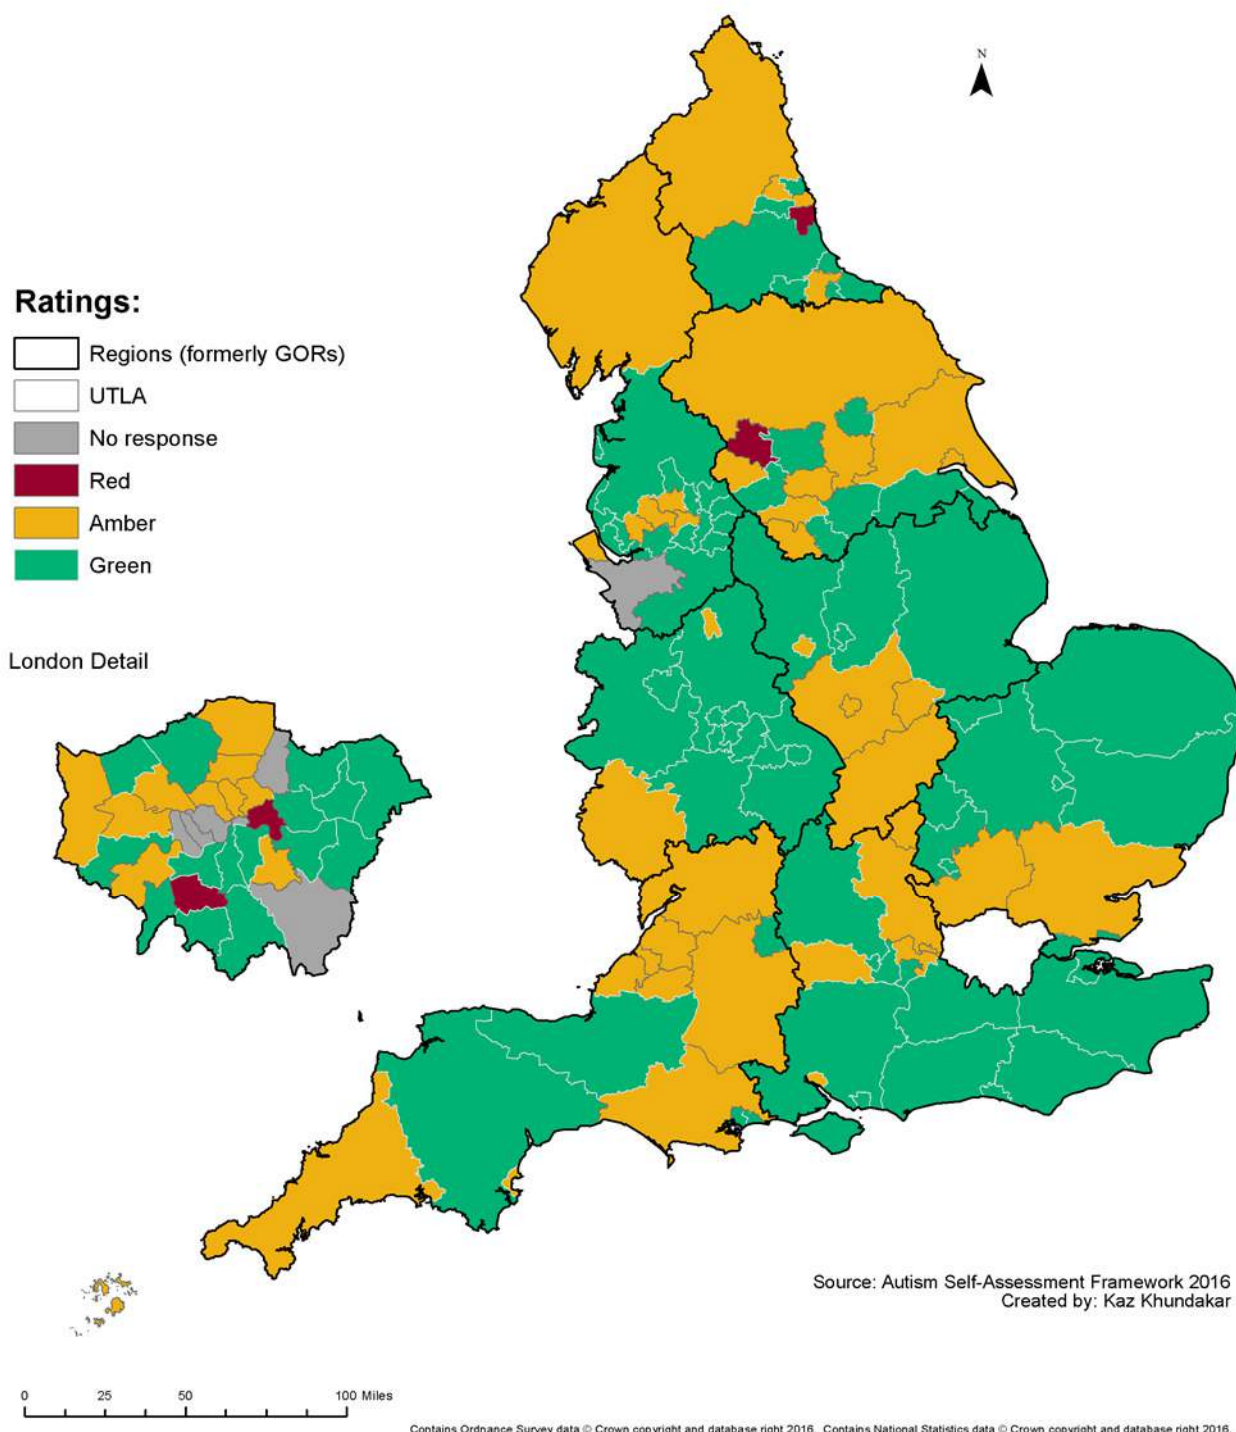 N
Ratings:
Regions (formerly GORs)
UTLA
No response
Red
Amber
Green
London Detail
Source: Autism Self-Assessment Framework 2016
Created by: Kaz Khundakar
0 25 50 100 Miles
Contains Ordnance Survey data © Crown copyright and database right 2016. Contains National Statistics data © Crown copyright and database right 2016.